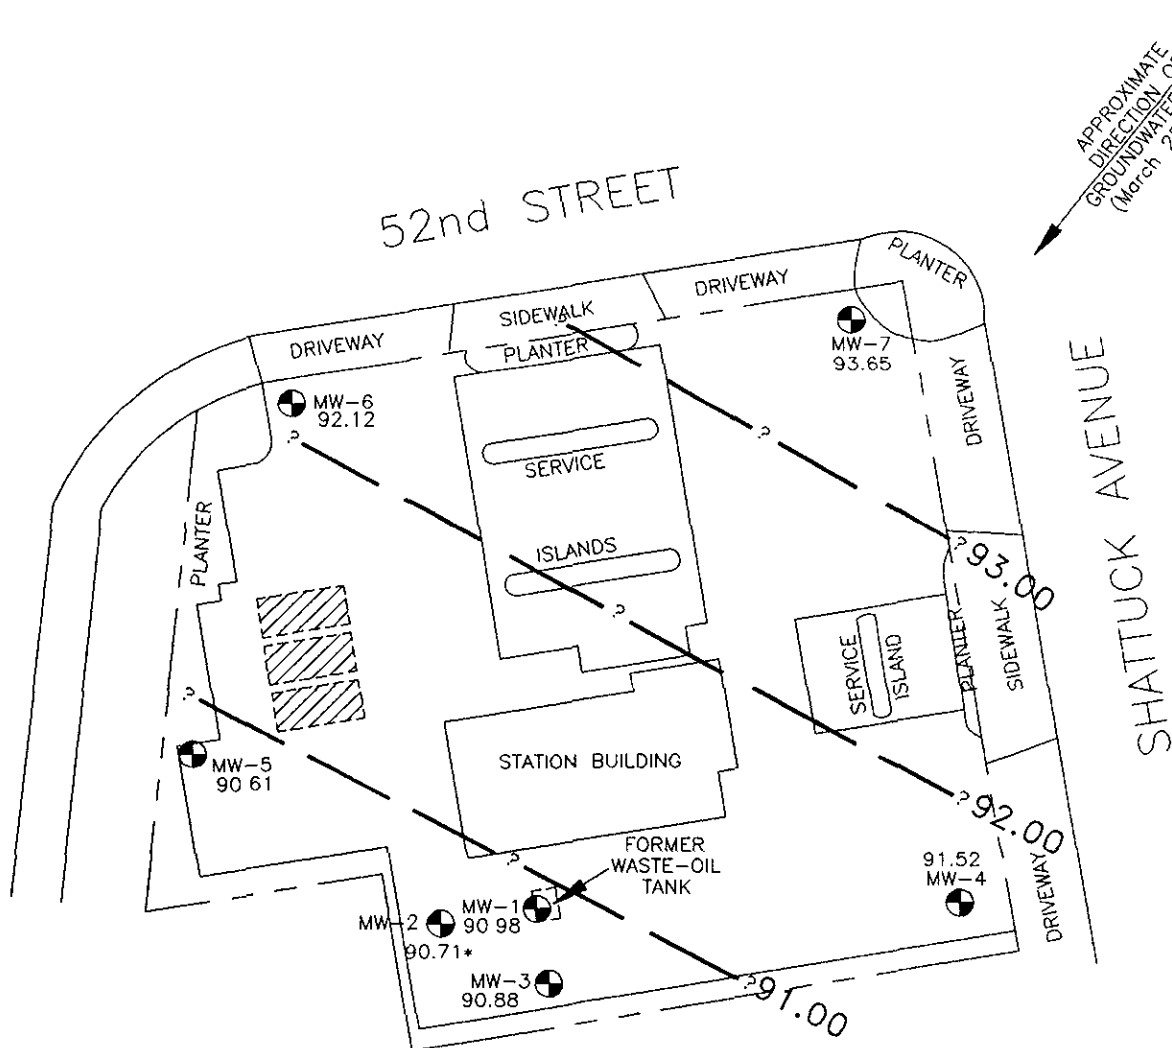 APPROXIMATE
DIRECTION
GROUNDWATER
(March
52nd STREET
PLANTER
DRIVEWAY
SIDEWALK
?
DRIVEWAY
PLANTER
MW-7
93.65
MW-6
92.12
?
?
DRIVEWAY
SHATTUCK AVENUE
SERVICE
ISLANDS
PLANTER
?
93.00
?
PLANTER
SIDEWALK
SERVICE
ISLAND
?
MW-5
90 61
STATION BUILDING
?
92.00
FORMER
WASTE-OIL
TANK
?
91.52
MW-4
DRIVEWAY
MW-1
90 98
MW-2
90.71*
MW-3
90.88
?
91.00